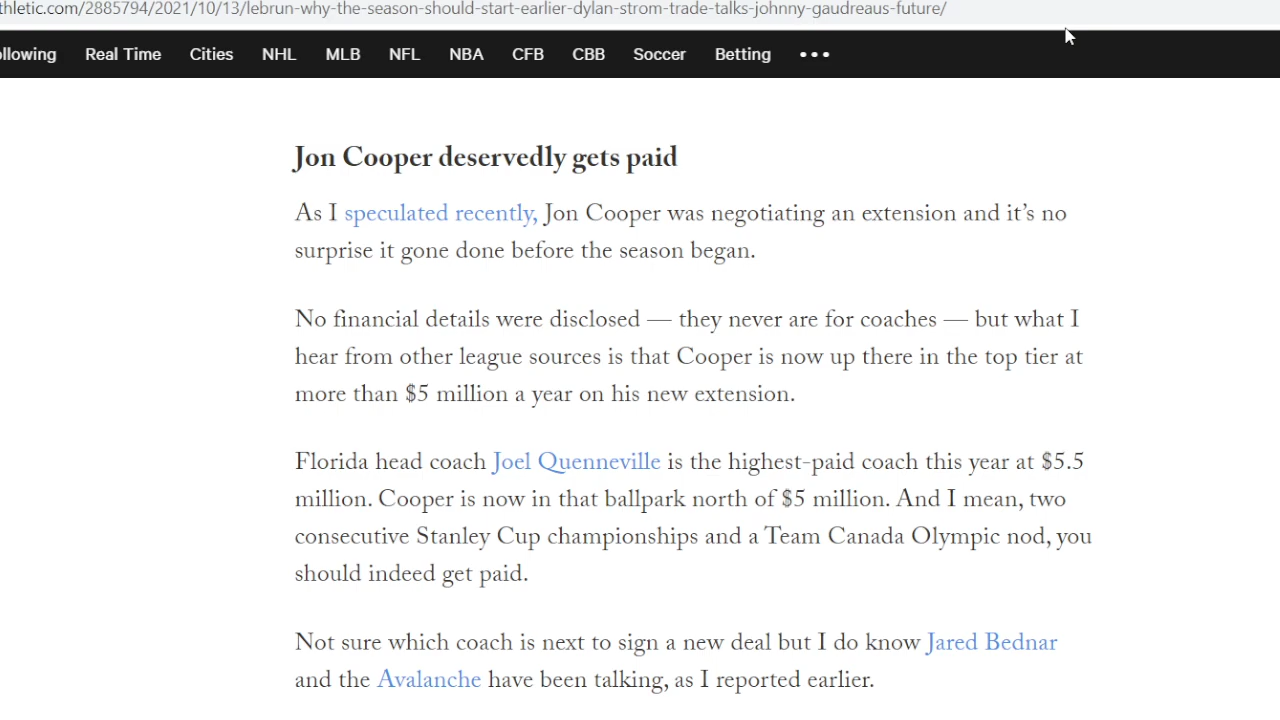 thletic.com/2885794/2021/10/13/lebrun-why-the-season-should-start-earlier-dylan-strom-trade-talks-johnny-gaudreaus-future/
ollowing Real Time Cities NHL MLB NFL NBA CFB CBB Soccer Betting •••
Jon Cooper deservedly gets paid
As I speculated recently, Jon Cooper was negotiating an extension and it’s no
surprise it gone done before the season began.
No financial details were disclosed — they never are for coaches — but what I
hear from other league sources is that Cooper is now up there in the top tier at
more than $5 million a year on his new extension.
Florida head coach Joel Quenneville is the highest-paid coach this year at $5.5
million. Cooper is now in that ballpark north of $5 million. And I mean, two
consecutive Stanley Cup championships and a Team Canada Olympic nod, you
should indeed get paid.
Not sure which coach is next to sign a new deal but I do know Jared Bednar
and the Avalanche have been talking, as I reported earlier.